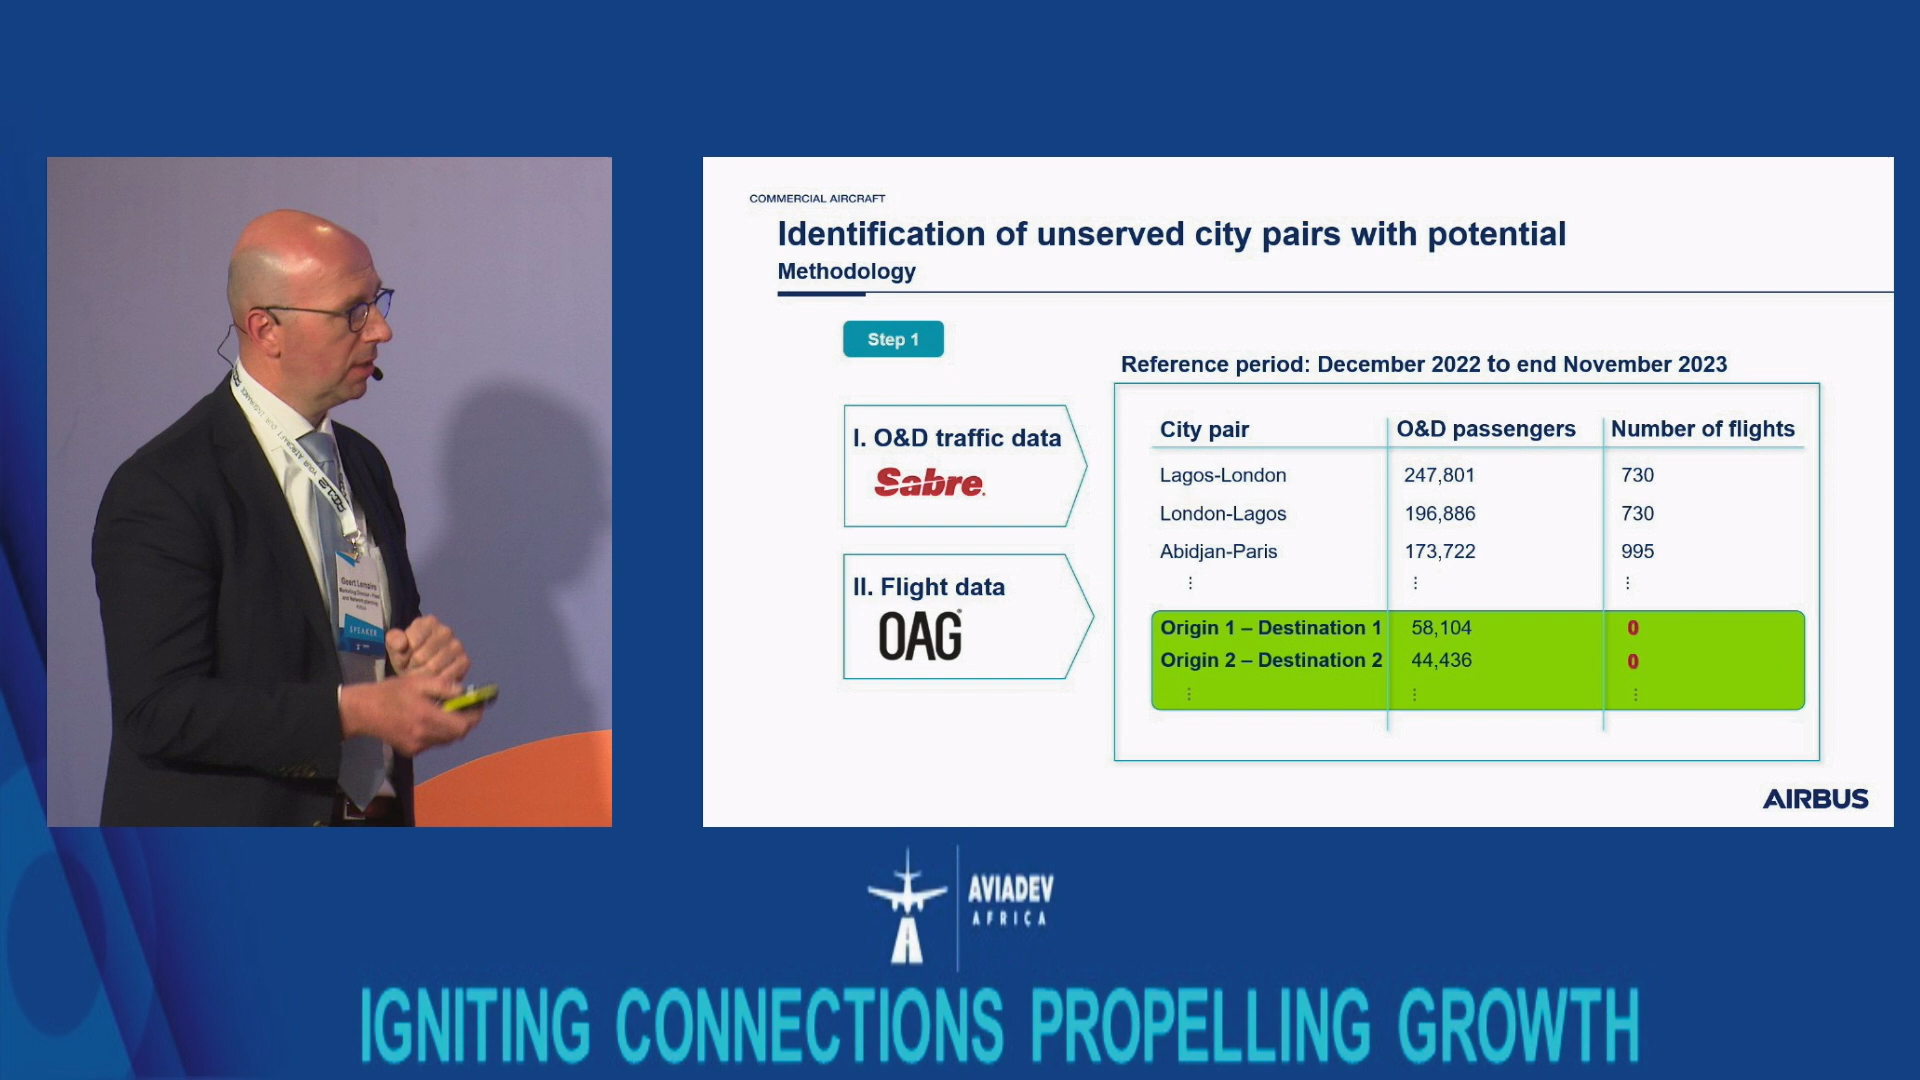 COMMERCIAL AIRCRAFT
Identification of unserved city pairs with potential
Methodology
Step 1
Reference period: December 2022 to end November 2023
I. O&D traffic data
Sabre
II. Flight data
OAG
City pair O&D passengers Number of flights
Lagos-London 247,801 730
London-Lagos 196,886 730
Abidjan-Paris 173,722 995
⋮ ⋮ ⋮
Origin 1 – Destination 1 58,104 0
Origin 2 – Destination 2 44,436 0
⋮ ⋮ ⋮
AIRBUS
Geert Lemaire
SPEAKER
AVIADEV
AFRICA
IGNITING CONNECTIONS PROPELLING GROWTH